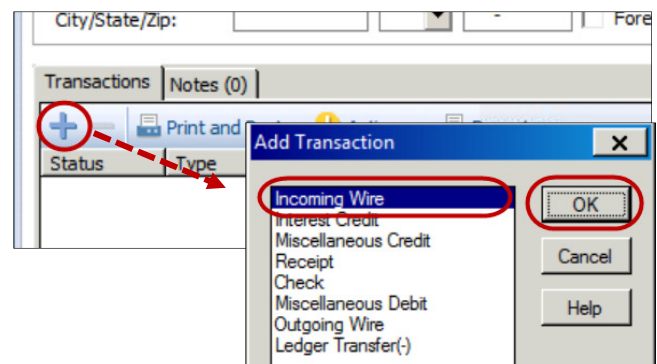 City/State/Zip: - Fore
Transactions Notes (0)
Print and
Status Type
Add Transaction
Incoming Wire
Interest Credit
Miscellaneous Credit
Receipt
Check
Miscellaneous Debit
Outgoing Wire
Ledger Transfer(-)
OK
Cancel
Help